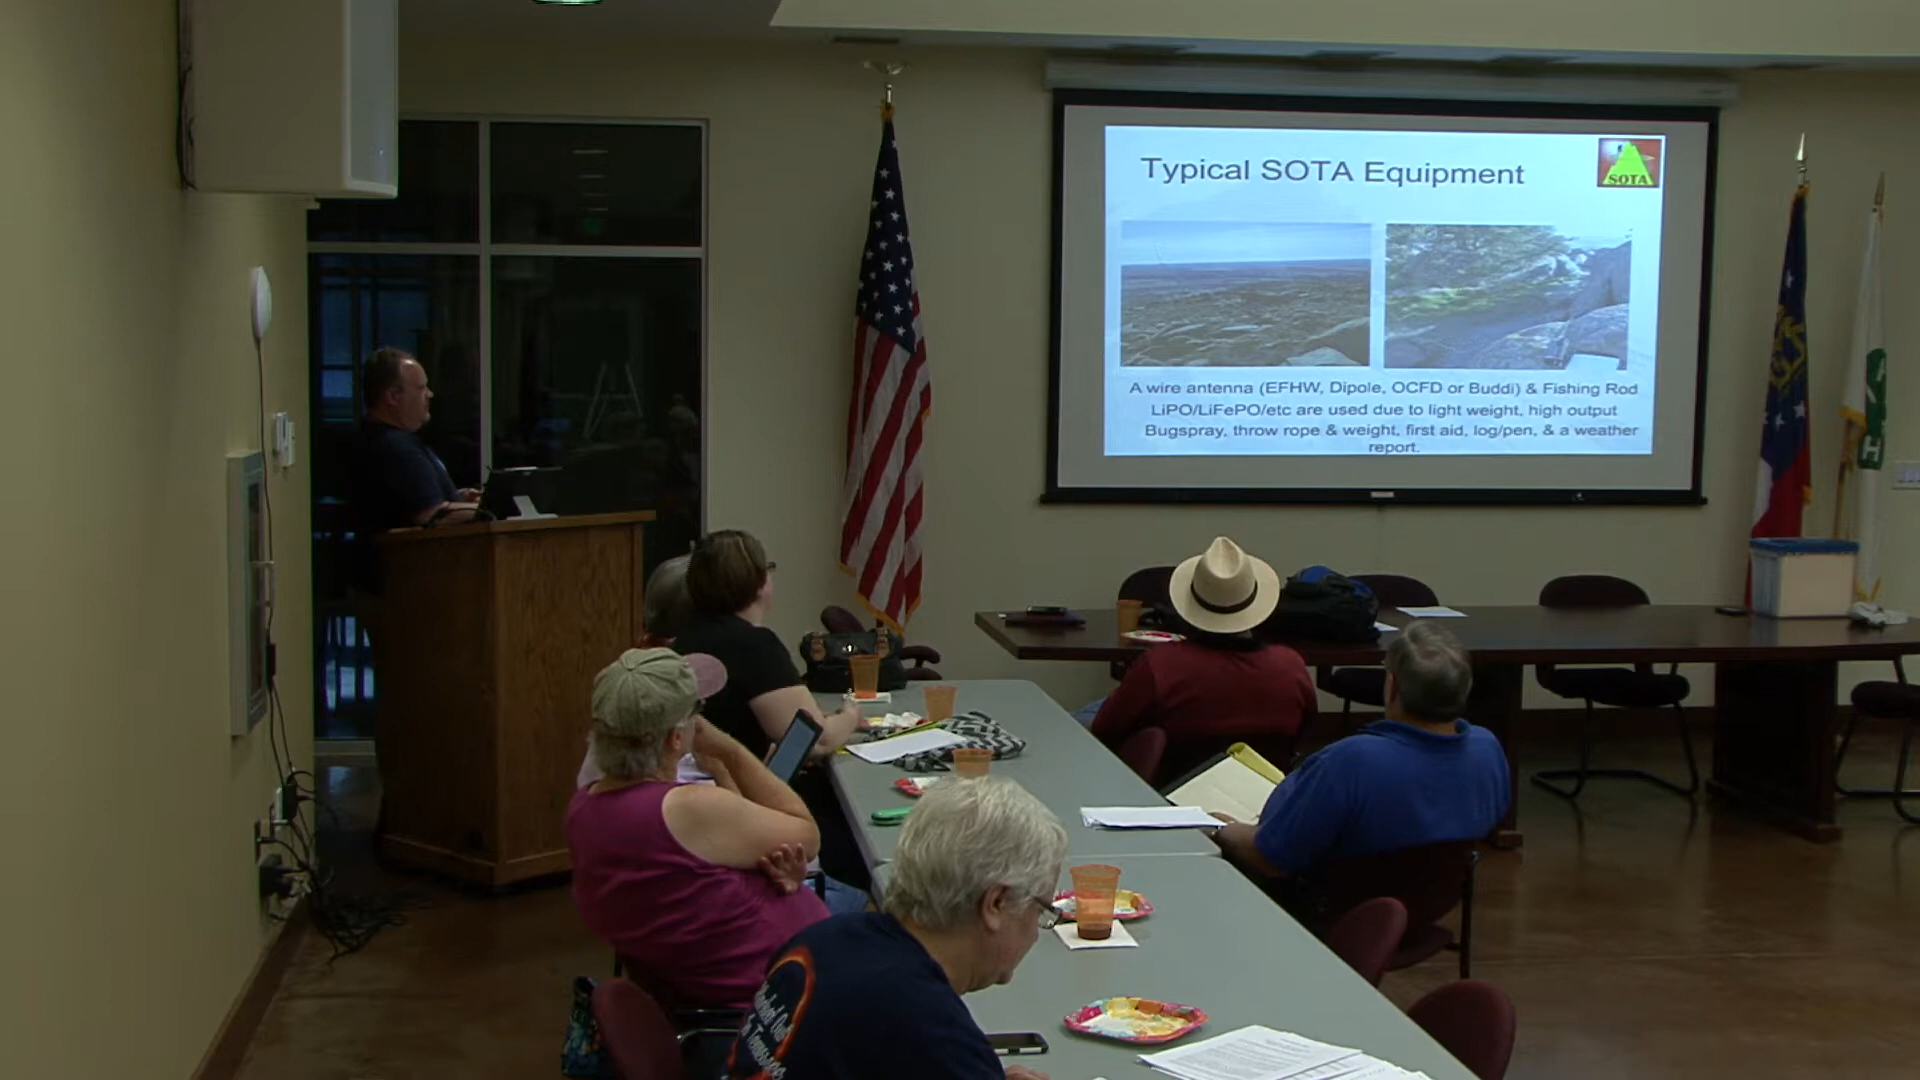 Typical SOTA Equipment
SOTA
A wire antenna (EFHW, Dipole, OCFD or Buddi) & Fishing Rod
LiPO/LiFePO/etc are used due to light weight, high output
Bugspray, throw rope & weight, first aid, log/pen, & a weather
report.
H